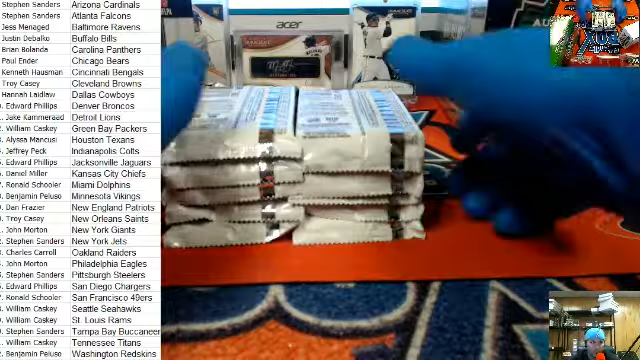 Stephen Sanders Arizona Cardinals
Stephen Sanders Atlanta Falcons
Jess Menaged Baltimore Ravens
Justin Debalko Buffalo Bills
Brian Bolanda Carolina Panthers
Paul Ender Chicago Bears
Kenneth Hausman Cincinnati Bengals
Troy Casey Cleveland Browns
Hannah Laidlaw Dallas Cowboys
Edward Phillips Denver Broncos
Jake Kammeraad Detroit Lions
William Caskey Green Bay Packers
Alyssa Mancusi Houston Texans
Jeffrey Peck Indianapolis Colts
Edward Phillips Jacksonville Jaguars
Daniel Miller Kansas City Chiefs
Ronald Schooler Miami Dolphins
Benjamin Peluso Minnesota Vikings
Dan Frazier New England Patriots
Troy Casey New Orleans Saints
John Morton New York Giants
Stephen Sanders New York Jets
Charles Carroll Oakland Raiders
John Morton Philadelphia Eagles
Stephen Sanders Pittsburgh Steelers
Edward Phillips San Diego Chargers
Ronald Schooler San Francisco 49ers
William Caskey Seattle Seahawks
William Caskey St. Louis Rams
Stephen Sanders Tampa Bay Buccaneer
William Caskey Tennessee Titans
Benjamin Peluso Washington Redskins
acer
BOX